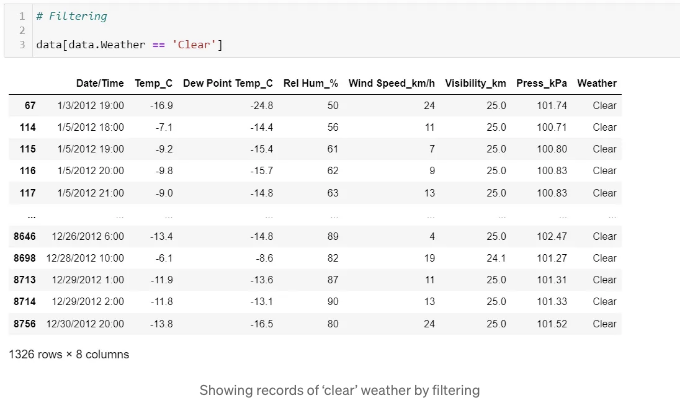 1 # Filtering
2
3 data[data.Weather == 'Clear']
Date/Time Temp_C Dew Point Temp_C Rel Hum_% Wind Speed_km/h Visibility_km Press_kPa Weather
67 1/3/2012 19:00 -16.9 -24.8 50 24 25.0 101.74 Clear
114 1/5/2012 18:00 -7.1 -14.4 56 11 25.0 100.71 Clear
115 1/5/2012 19:00 -9.2 -15.4 61 7 25.0 100.80 Clear
116 1/5/2012 20:00 -9.8 -15.7 62 9 25.0 100.83 Clear
117 1/5/2012 21:00 -9.0 -14.8 63 13 25.0 100.83 Clear
... ... ... ... ... ... ... ... ...
8646 12/26/2012 6:00 -13.4 -14.8 89 4 25.0 102.47 Clear
8698 12/28/2012 10:00 -6.1 -8.6 82 19 24.1 101.27 Clear
8713 12/29/2012 1:00 -11.9 -13.6 87 11 25.0 101.31 Clear
8714 12/29/2012 2:00 -11.8 -13.1 90 13 25.0 101.33 Clear
8756 12/30/2012 20:00 -13.8 -16.5 80 24 25.0 101.52 Clear
1326 rows × 8 columns
Showing records of ‘clear’ weather by filtering